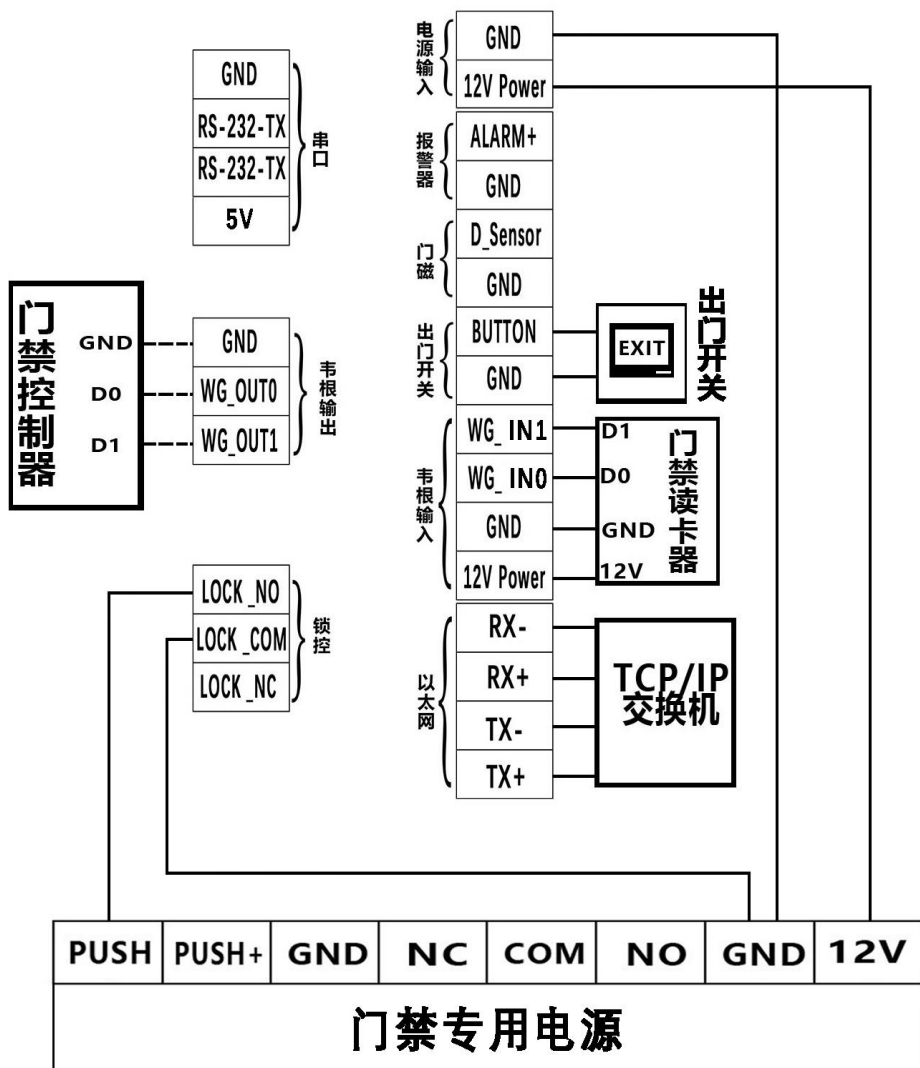 GND
RS-232-TX
RS-232-TX
5V
串口
电源输入
GND
12V Power
报警器
ALARM+
GND
门磁
D_Sensor
GND
出门开关
BUTTON
GND
EXIT
出门开关
门禁控制器
GND
D0
D1
GND
WG_OUT0
WG_OUT1
韦根输出
韦根输入
WG_ IN1
WG_ IN0
GND
12V Power
D1
D0
GND
12V
门禁读卡器
LOCK_NO
LOCK_COM
LOCK_NC
锁控
以太网
RX-
RX+
TX-
TX+
TCP/IP
交换机
PUSH
PUSH+
GND
NC
COM
NO
GND
12V
门禁专用电源